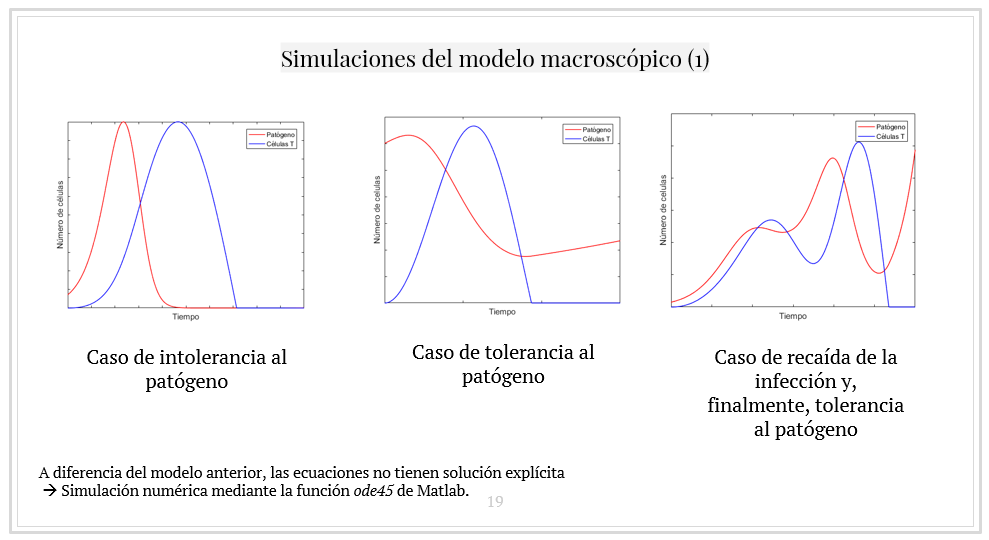 Simulaciones del modelo macroscópico (1)
Número de células
Patógeno
Células T
Tiempo
Caso de intolerancia al
patógeno
Número de células
Patógeno
Células T
Tiempo
Caso de tolerancia al
patógeno
Número de celulas
Patógeno
Células T
Tiempo
Caso de recaída de la
infección y,
finalmente, tolerancia
al patógeno
A diferencia del modelo anterior, las ecuaciones no tienen solución explícita
→ Simulación numérica mediante la función ode45 de Matlab.
19